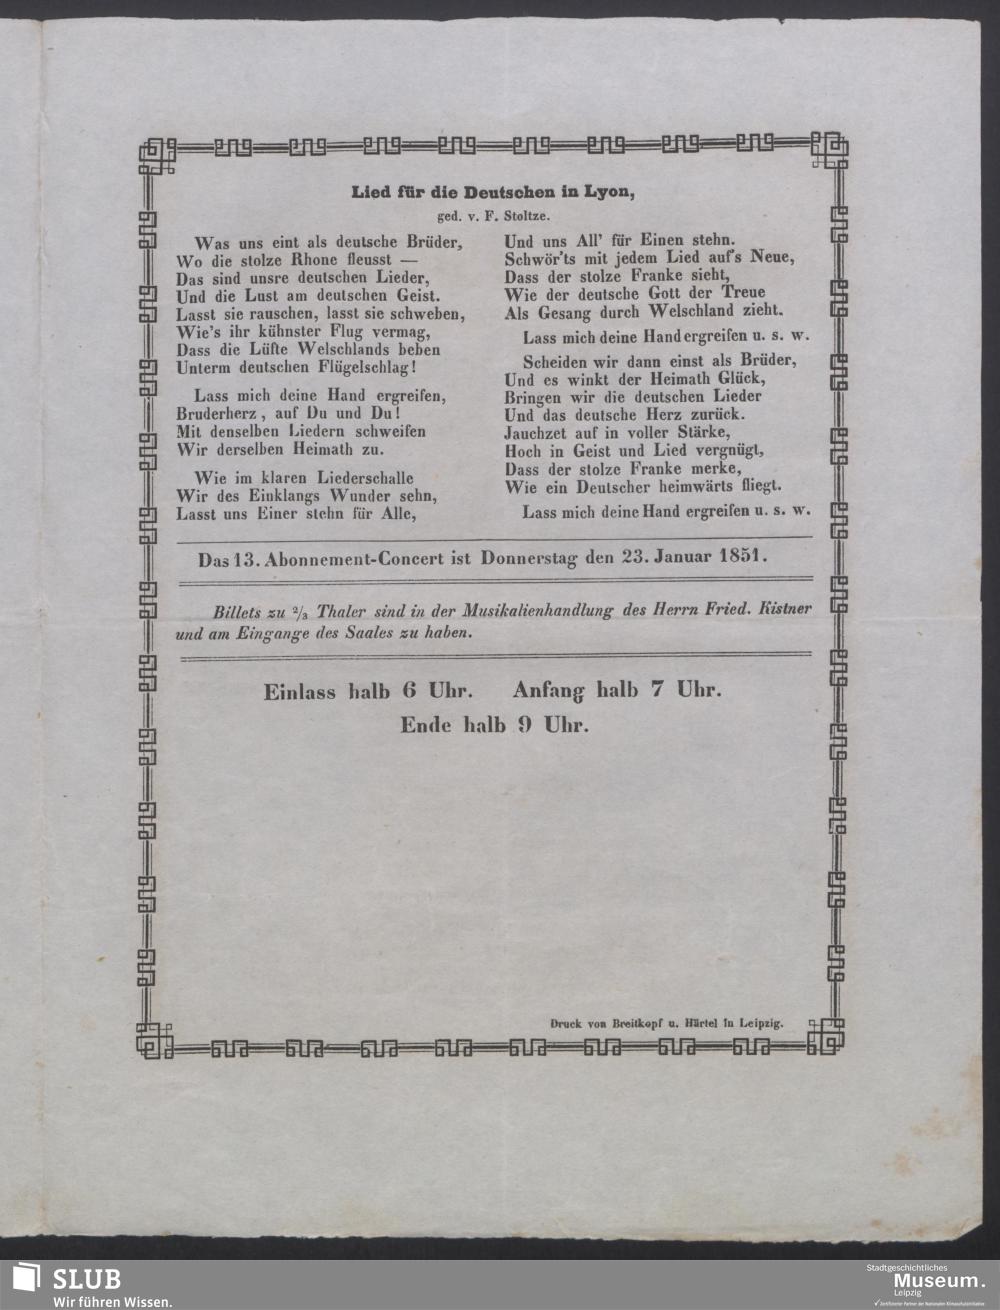 Lied für die Deutschen in Lyon,
ged. v. F. Stoltze.
Was uns eint als deutsche Brüder,
Wo die stolze Rhone fleusst —
Das sind unsre deutschen Lieder,
Und die Lust am deutschen Geist.
Lasst sie rauschen, lasst sie schweben,
Wie's ihr kühnster Flug vermag,
Dass die Lüfte Welschlands beben
Unterm deutschen Flügelschlag!
Lass mich deine Hand ergreifen,
Bruderherz, auf Du und Du!
Mit denselben Liedern schweifen
Wir derselben Heimath zu.
Wie im klaren Liederschalle
Wir des Einklangs Wunder sehn,
Lasst uns Einer stehn für Alle,
Und uns All' für Einen stehn.
Schwör'ts mit jedem Lied auf's Neue,
Dass der stolze Franke sieht,
Wie der deutsche Gott der Treue
Als Gesang durch Welschland zieht.
Lass mich deine Hand ergreifen u. s. w.
Scheiden wir dann einst als Brüder,
Und es winkt der Heimath Glück,
Bringen wir die deutschen Lieder
Und das deutsche Herz zurück.
Jauchzet auf in voller Stärke,
Hoch in Geist und Lied vergnügt,
Dass der stolze Franke merke,
Wie ein Deutscher heimwärts fliegt.
Lass mich deine Hand ergreifen u. s. w.
Das 13. Abonnement-Concert ist Donnerstag den 23. Januar 1851.
Billets zu 2/3 Thaler sind in der Musikalienhandlung des Herrn Fried. Kistner
und am Eingange des Saales zu haben.
Einlass halb 6 Uhr. Anfang halb 7 Uhr.
Ende halb 9 Uhr.
Druck von Breitkopf u. Härtel in Leipzig.
SLUB
Wir führen Wissen.
Stadtgeschichtliches
Museum.
Leipzig
Zertifizierter Partner der Nationalen Klimaschutzinitiative